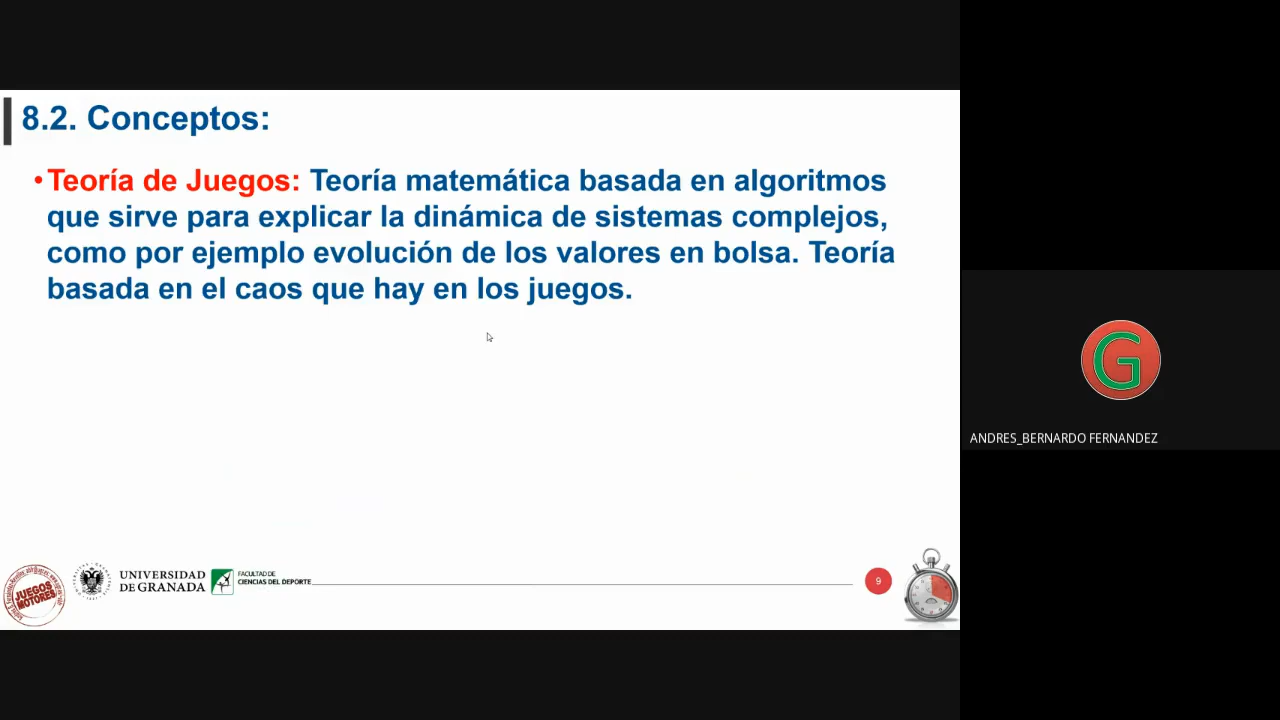 8.2. Conceptos:
•Teoría de Juegos: Teoría matemática basada en algoritmos
que sirve para explicar la dinámica de sistemas complejos,
como por ejemplo evolución de los valores en bolsa. Teoría
basada en el caos que hay en los juegos.
G
ANDRES_BERNARDO FERNANDEZ
JUEGOS
MOTORES
UNIVERSIDAD
DE GRANADA
FACULTAD DE
CIENCIAS DEL DEPORTE
9